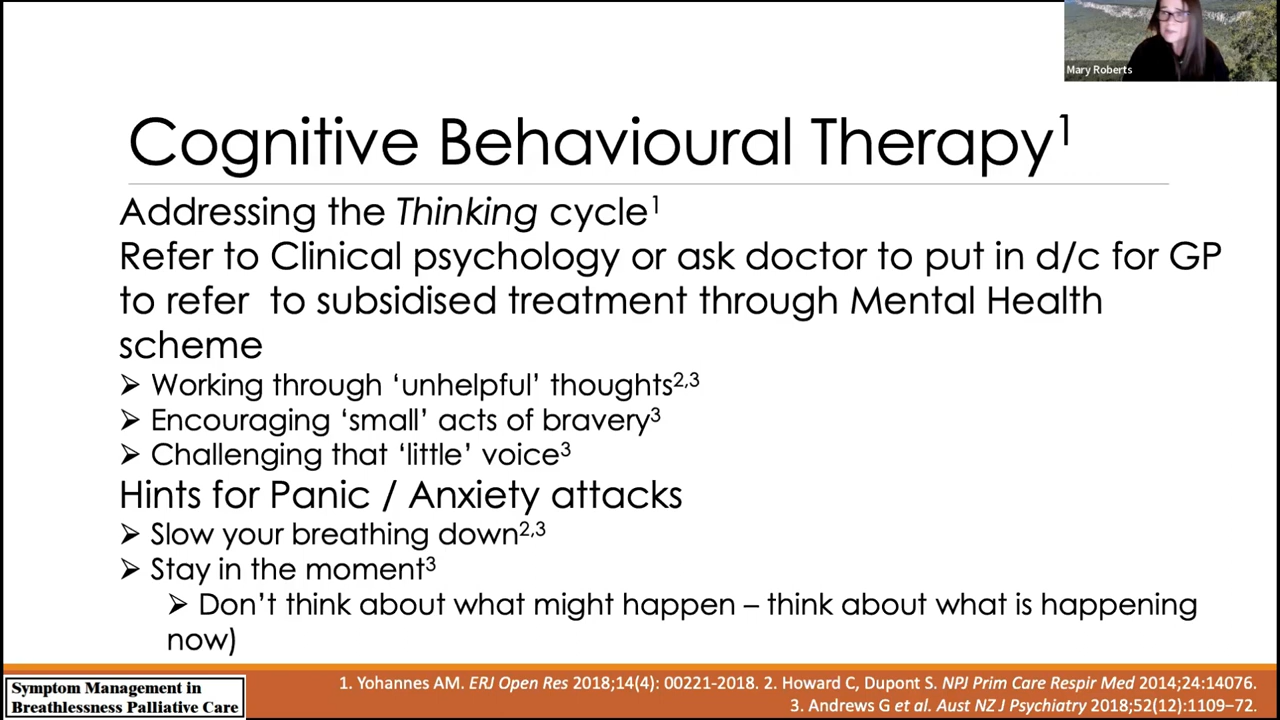 Mary Roberts
Cognitive Behavioural Therapy¹
Addressing the Thinking cycle¹
Refer to Clinical psychology or ask doctor to put in d/c for GP
to refer to subsidised treatment through Mental Health
scheme
➢ Working through ‘unhelpful’ thoughts²,³
➢ Encouraging ‘small’ acts of bravery³
➢ Challenging that ‘little’ voice³
Hints for Panic / Anxiety attacks
➢ Slow your breathing down²,³
➢ Stay in the moment³
➢ Don’t think about what might happen – think about what is happening
now)
Symptom Management in
Breathlessness Palliative Care
1. Yohannes AM. ERJ Open Res 2018;14(4): 00221-2018. 2. Howard C, Dupont S. NPJ Prim Care Respir Med 2014;24:14076.
3. Andrews G et al. Aust NZ J Psychiatry 2018;52(12):1109–72.